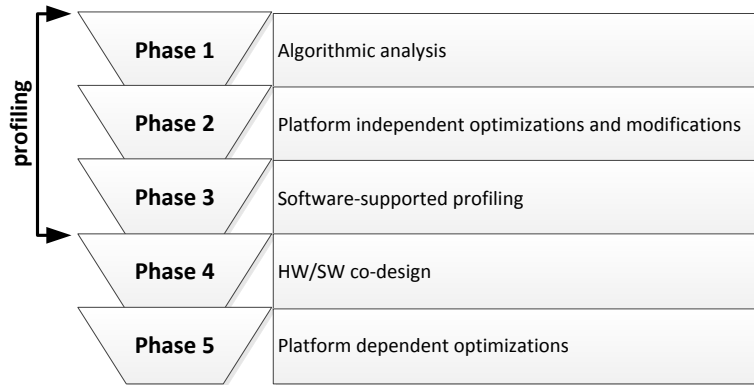 profiling
Phase 1
Algorithmic analysis
Phase 2
Platform independent optimizations and modifications
Phase 3
Software-supported profiling
Phase 4
HW/SW co-design
Phase 5
Platform dependent optimizations